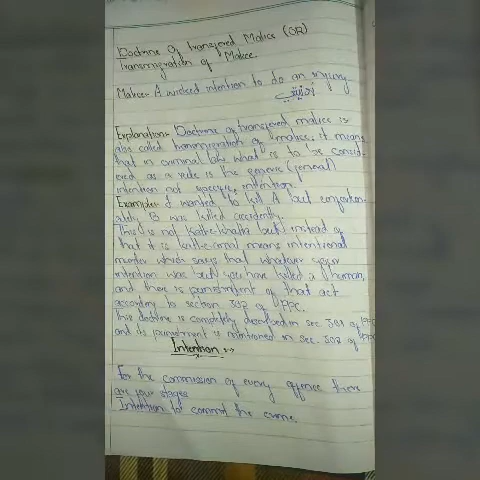 Doctrine Of Transfered Malice (OR)
Transmigration of Malice.
Malice:- A wicked intention to do an injury
Explanation:- Doctrine of transfered malice is
also called transmigration of malice. it means
that in criminal law what is to be consid-
ered as a rule is the generic (general)
intention not specific intention.
Example:- I wanted to kill A but
B was killed accidently.
This is not Katl-e-khatta but instead of
that it is katl-e-amd means intentional
murder which says that whatever your
intention was but you have killed a human
and there is punishment of that act
according to section 302 of PPC.
This doctrine is completely described in sec 301 of PPC
and its punishment is mentioned in sec. 302 of PPC
Intention :-
For the commission of every offence there
are four stages
Intention to commit the crime.